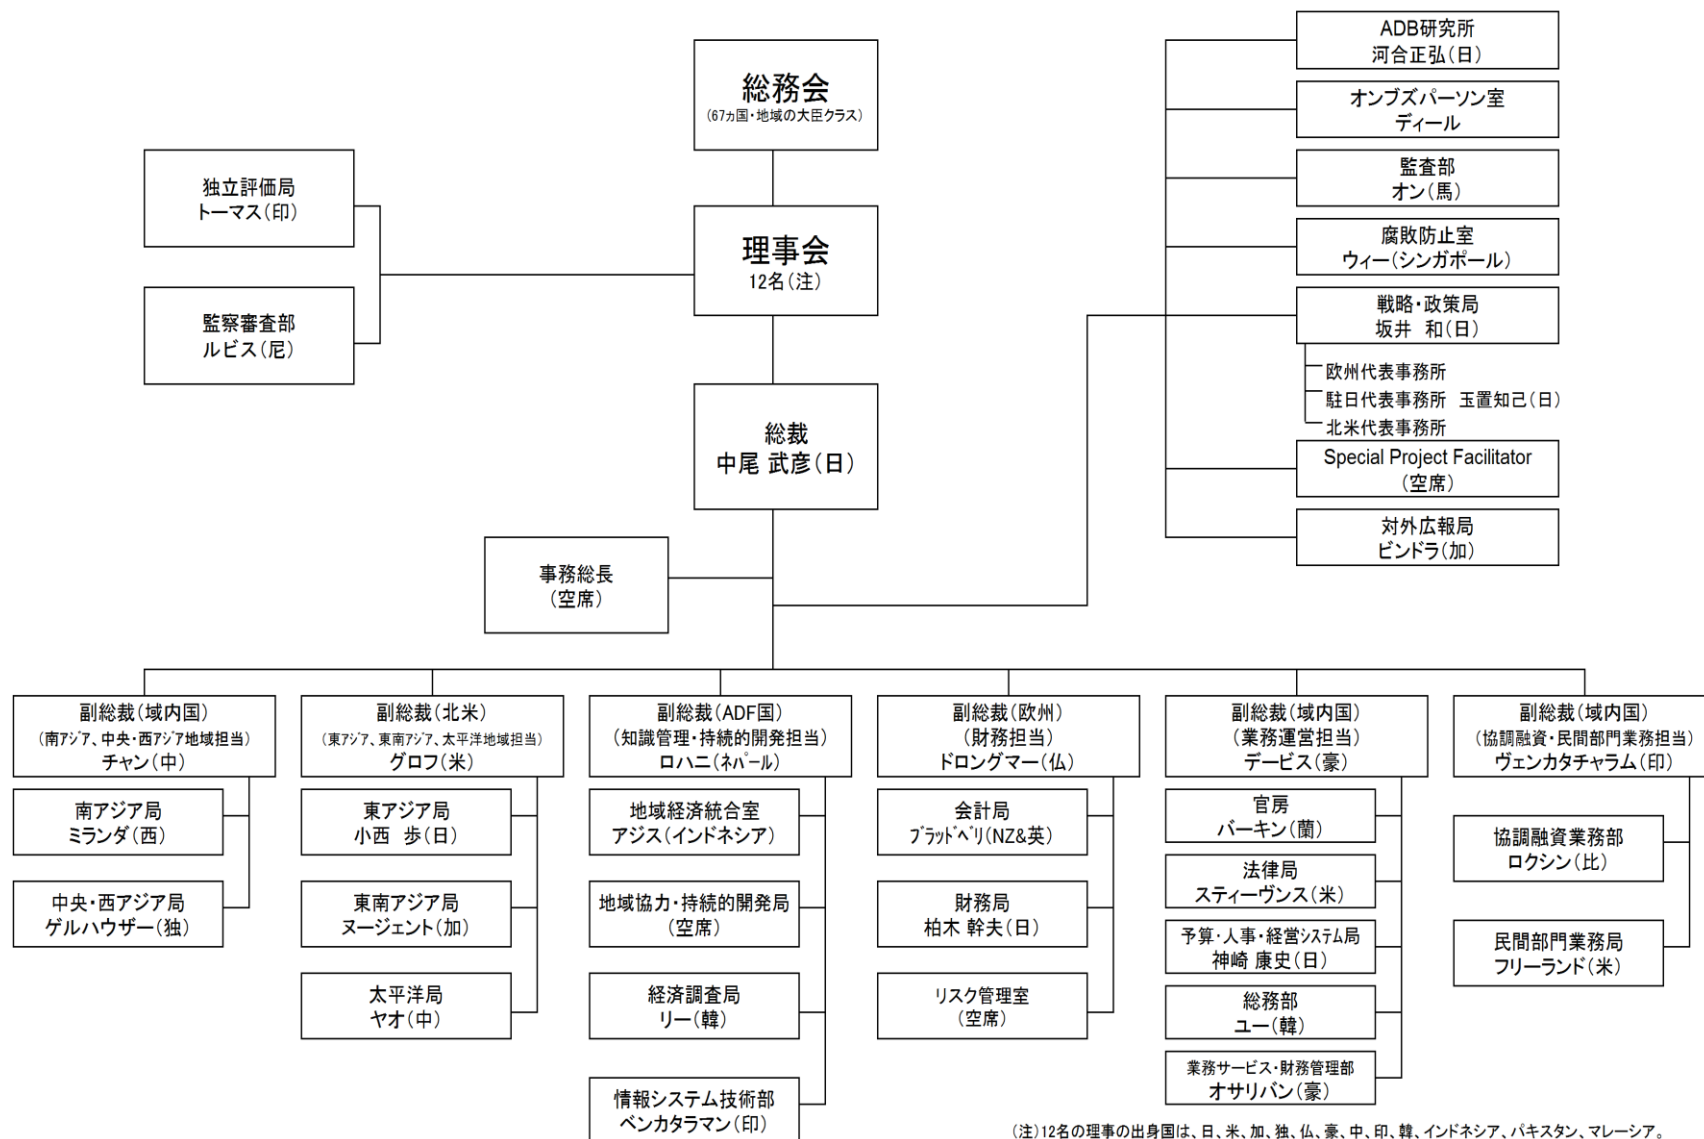 総務会
(67ヵ国・地域の大臣クラス)
理事会
12名(注)
総裁
中尾 武彦(日)
独立評価局
トーマス(印)
監察審査部
ルビス(尼)
事務総長
(空席)
ADB研究所
河合正弘(日)
オンブズパーソン室
ディール
監査部
オン(馬)
腐敗防止室
ウィー(シンガポール)
戦略・政策局
坂井 和(日)
欧州代表事務所
駐日代表事務所 玉置知己(日)
北米代表事務所
Special Project Facilitator
(空席)
対外広報局
ビンドラ(加)
副総裁(域内国)
(南アジア、中央・西アジア地域担当)
チャン(中)
南アジア局
ミランダ(西)
中央・西アジア局
ゲルハウザー(独)
副総裁(北米)
(東アジア、東南アジア、太平洋地域担当)
グロフ(米)
東アジア局
小西 歩(日)
東南アジア局
ヌージェント(加)
太平洋局
ヤオ(中)
副総裁(ADF国)
(知識管理・持続的開発担当)
ロハニ(ネパール)
地域経済統合室
アジス(インドネシア)
地域協力・持続的開発局
(空席)
経済調査局
リー(韓)
情報システム技術部
ベンカタラマン(印)
副総裁(欧州)
(財務担当)
ドロングマー(仏)
会計局
ブラッドベリ(NZ&英)
財務局
柏木 幹夫(日)
リスク管理室
(空席)
副総裁(域内国)
(業務運営担当)
デービス(豪)
官房
バーキン(蘭)
法律局
スティーヴンス(米)
予算・人事・経営システム局
神崎 康史(日)
総務部
ユー(韓)
業務サービス・財務管理部
オサリバン(豪)
副総裁(域内国)
(協調融資・民間部門業務担当)
ヴェンカタチャラム(印)
協調融資業務部
ロクシン(比)
民間部門業務局
フリーランド(米)
(注)12名の理事の出身国は、日、米、加、独、仏、豪、中、印、韓、インドネシア、パキスタン、マレーシア。